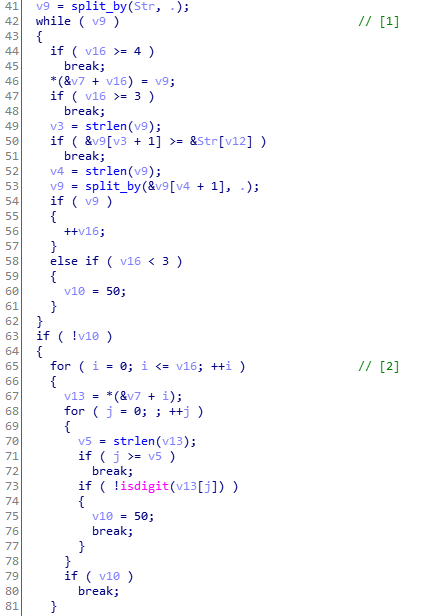 41 v9 = split_by(Str, .);
42 while ( v9 ) // [1]
43 {
44 if ( v16 >= 4 )
45 break;
46 *(&v7 + v16) = v9;
47 if ( v16 >= 3 )
48 break;
49 v3 = strlen(v9);
50 if ( &v9[v3 + 1] >= &Str[v12] )
51 break;
52 v4 = strlen(v9);
53 v9 = split_by(&v9[v4 + 1], .);
54 if ( v9 )
55 {
56 ++v16;
57 }
58 else if ( v16 < 3 )
59 {
60 v10 = 50;
61 }
62 }
63 if ( !v10 )
64 {
65 for ( i = 0; i <= v16; ++i ) // [2]
66 {
67 v13 = *(&v7 + i);
68 for ( j = 0; ; ++j )
69 {
70 v5 = strlen(v13);
71 if ( j >= v5 )
72 break;
73 if ( !isdigit(v13[j]) )
74 {
75 v10 = 50;
76 break;
77 }
78 }
79 if ( v10 )
80 break;
81 }